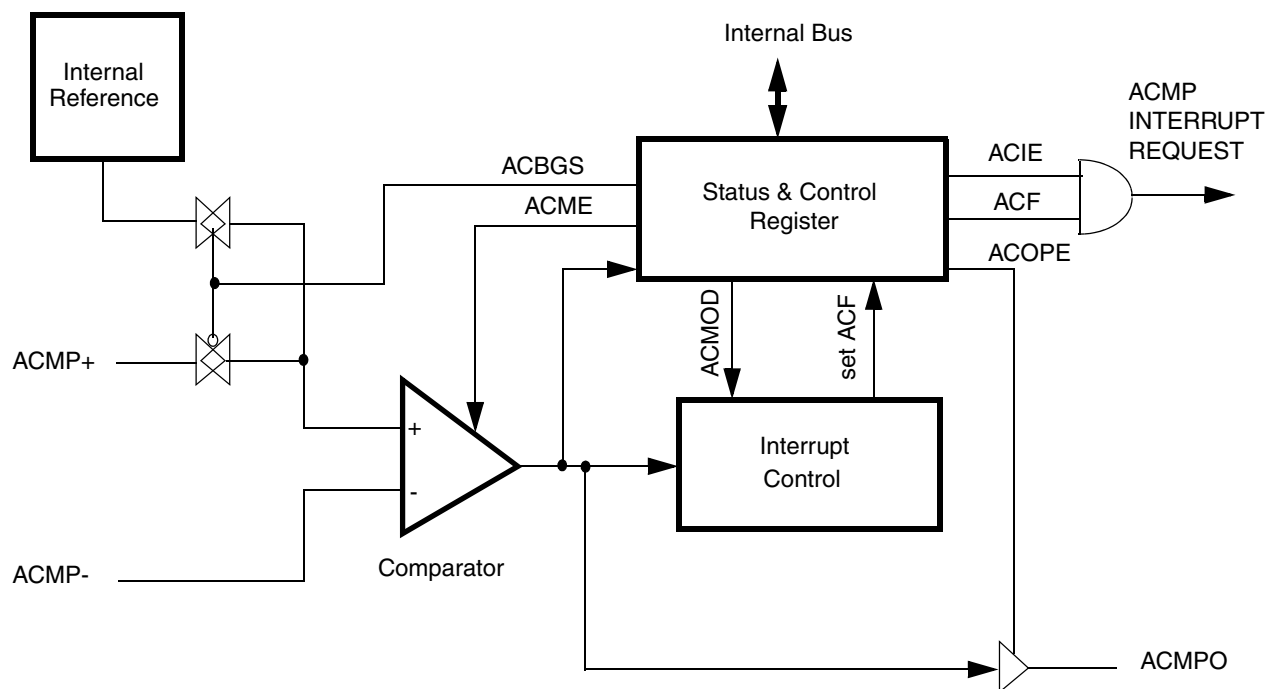 Internal Bus
Internal
Reference
ACMP
INTERRUPT
REQUEST
ACBGS
ACME
Status & Control
Register
ACIE
ACF
ACOPE
ACMOD
set ACF
ACMP+
+
-
Interrupt
Control
Comparator
ACMP-
ACMPO